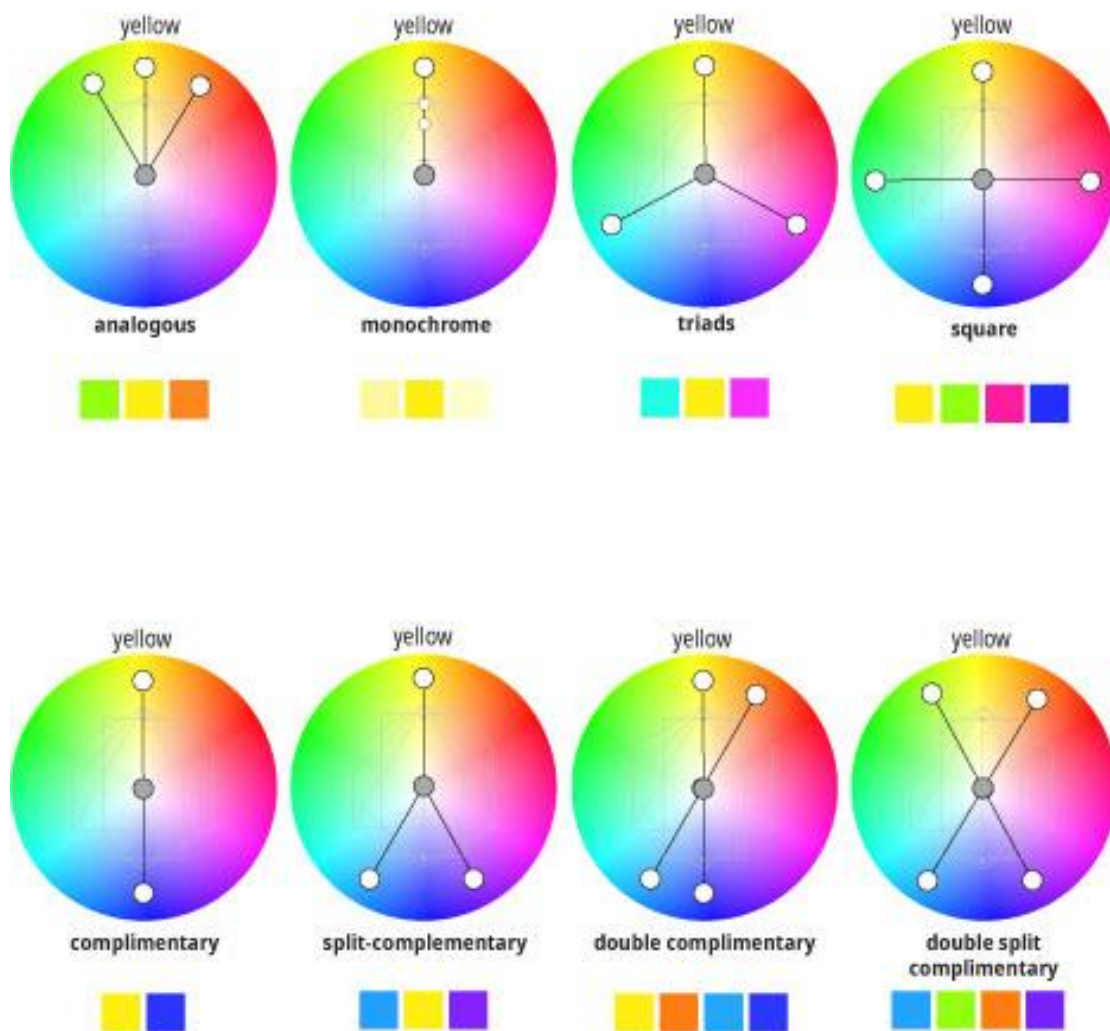 yellow
yellow
yellow
yellow
analogous
monochrome
triads
square
yellow
yellow
yellow
yellow
complimentary
split-complementary
double complimentary
double split
complimentary